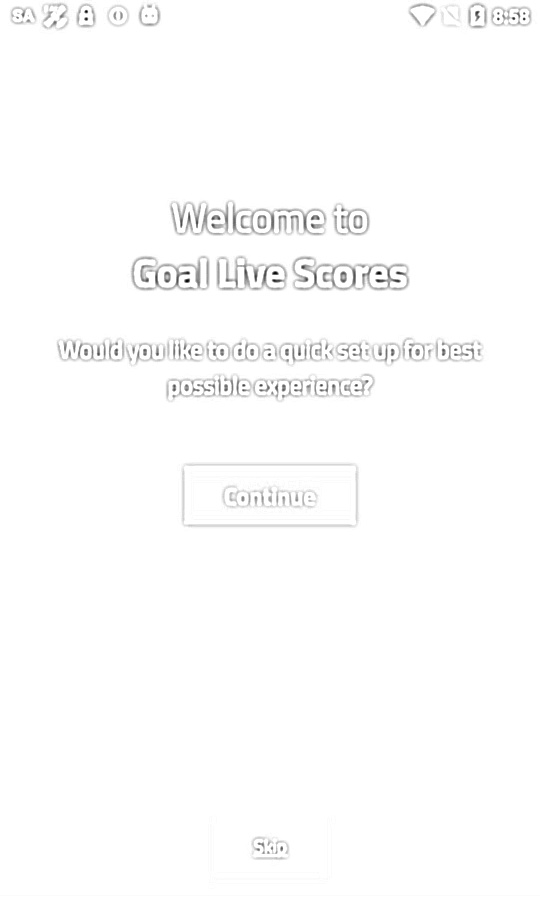 SA 8:58
Welcome to
Goal Live Scores
Would you like to do a quick set up for best
possible experience?
Continue
Skip